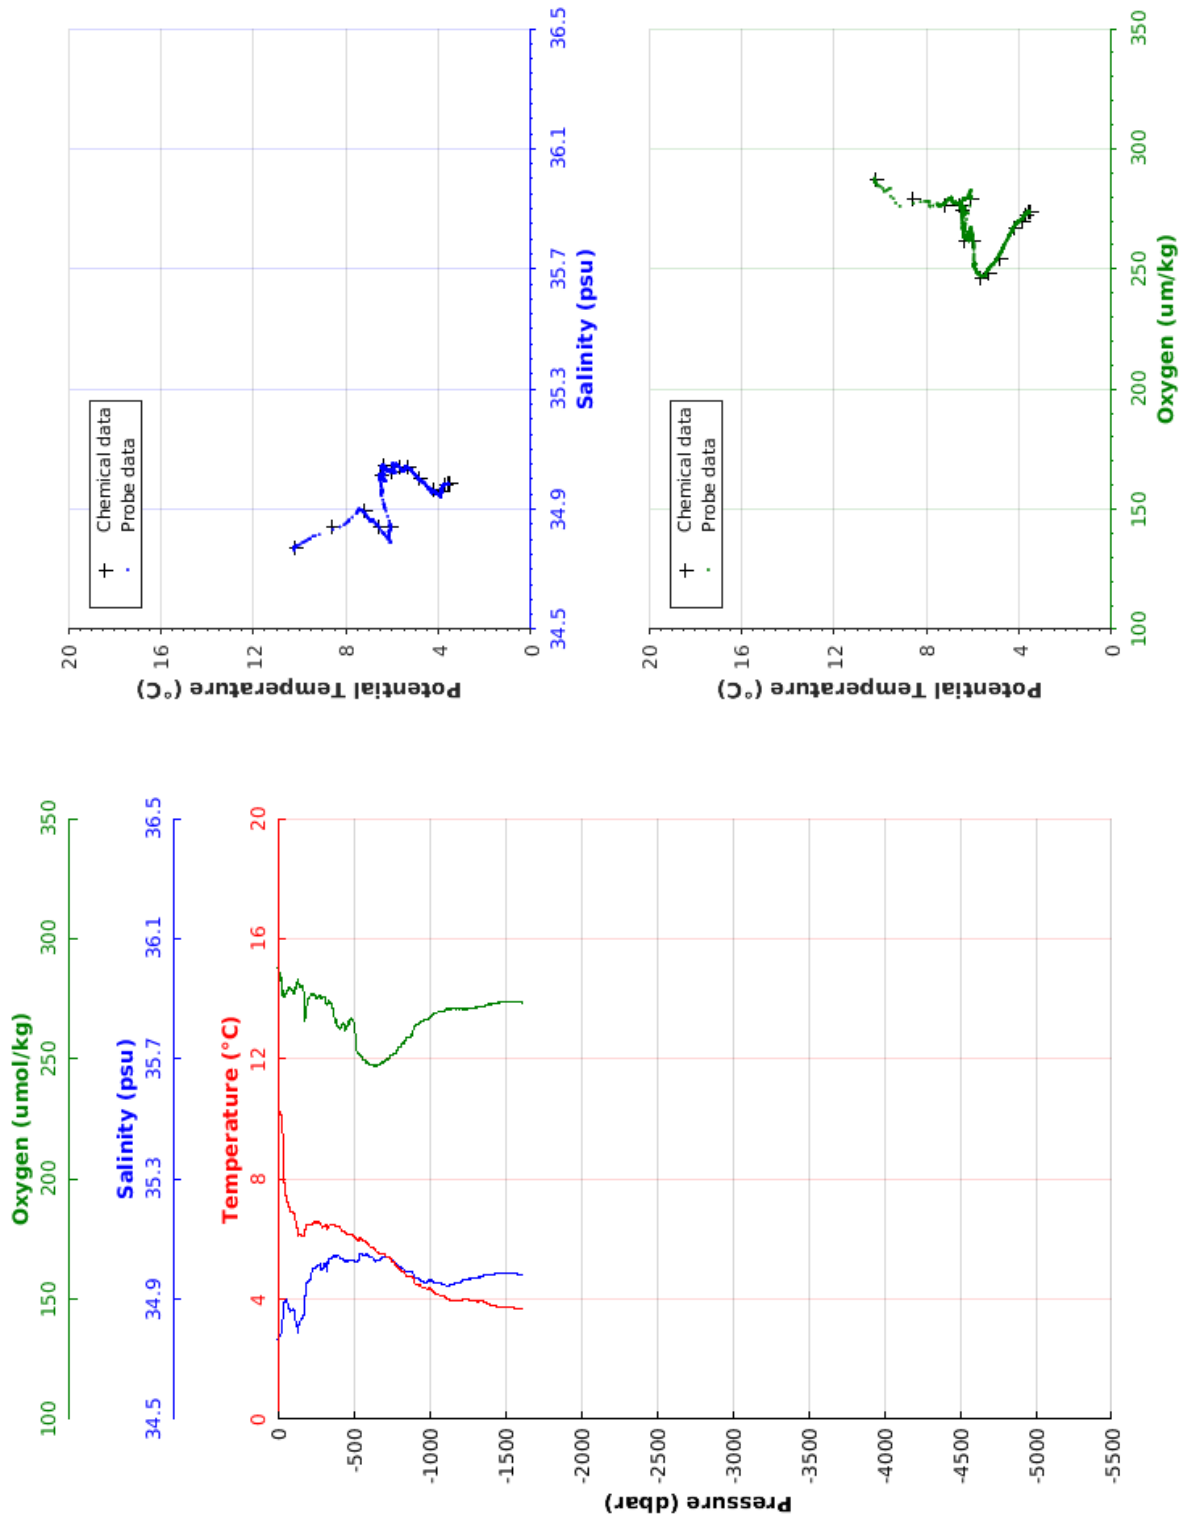 Oxygen (umol/kg)
100 150 200 250 300 350
Salinity (psu)
34.5 34.9 35.3 35.7 36.1 36.5
Temperature (°C)
0 4 8 12 16 20
Pressure (dbar)
0
-500
-1000
-1500
-2000
-2500
-3000
-3500
-4000
-4500
-5000
-5500
Potential Temperature (°C)
20
16
12
8
4
0
Chemical data
Probe data
34.5 34.9 35.3 35.7 36.1 36.5
Salinity (psu)
Potential Temperature (°C)
20
16
12
8
4
0
Chemical data
Probe data
100 150 200 250 300 350
Oxygen (um/kg)